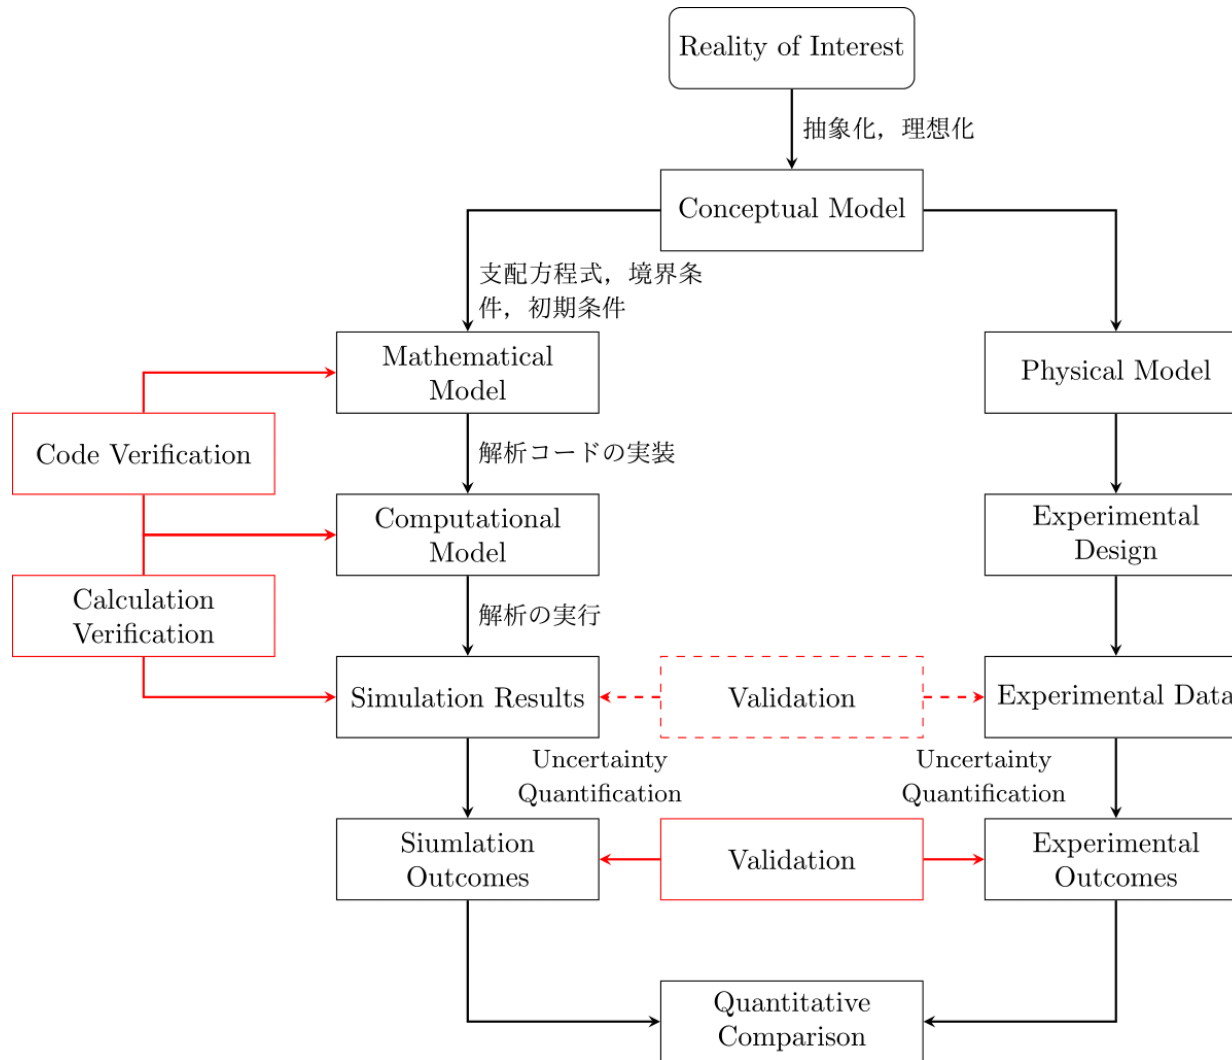 Reality of Interest
抽象化，理想化
Conceptual Model
支配方程式，境界条
件，初期条件
Mathematical
Model
Physical Model
Code Verification
解析コードの実装
Computational
Model
Experimental
Design
Calculation
Verification
解析の実行
Simulation Results
Validation
Experimental Data
Uncertainty
Quantification
Uncertainty
Quantification
Siumlation
Outcomes
Validation
Experimental
Outcomes
Quantitative
Comparison